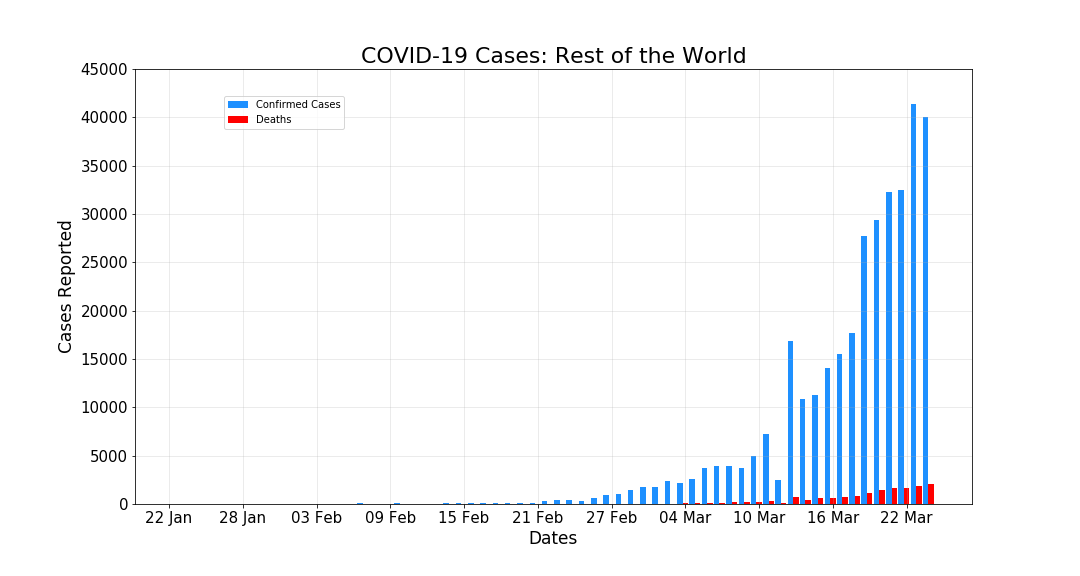 COVID-19 Cases: Rest of the World
45000
40000
35000
30000
25000
20000
15000
10000
5000
0
Cases Reported
Confirmed Cases
Deaths
22 Jan 28 Jan 03 Feb 09 Feb 15 Feb 21 Feb 27 Feb 04 Mar 10 Mar 16 Mar 22 Mar
Dates